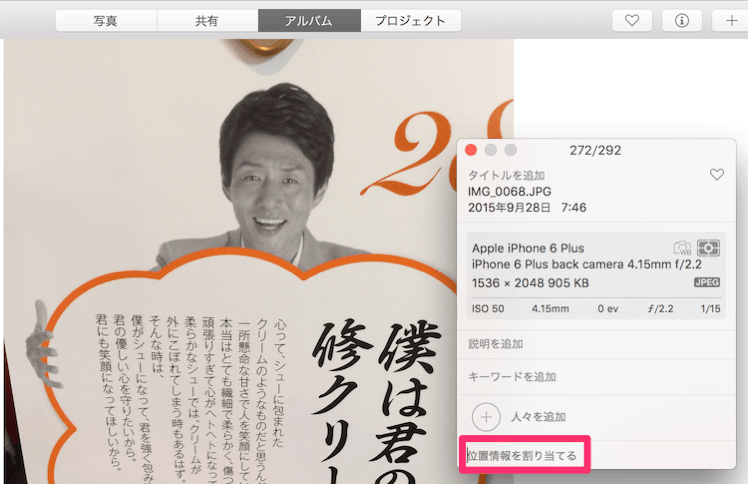 写真
共有
アルバム
プロジェクト
28
僕は君の
修クリー
心って、シューに包まれた
クリームのようなものだと思うん
一所懸命な甘さで人を笑顔にして
本当はとても繊細で柔らかく、傷つ
頑張りすぎて心がヘトヘトになって
柔らかなシューでは、クリームが
外にこぼれてしまう時もあるはず。
そんな時は、
僕がシューになって、君を強く包み
君の優しい心を守りたいから。
君にも笑顔になってほしいから。
272/292
タイトルを追加
IMG_0068.JPG
2015年9月28日 7:46
Apple iPhone 6 Plus
WB
iPhone 6 Plus back camera 4.15mm f/2.2
1536 × 2048 905 KB
JPEG
ISO 50 4.15mm 0 ev ƒ/2.2 1/15
説明を追加
キーワードを追加
人々を追加
位置情報を割り当てる